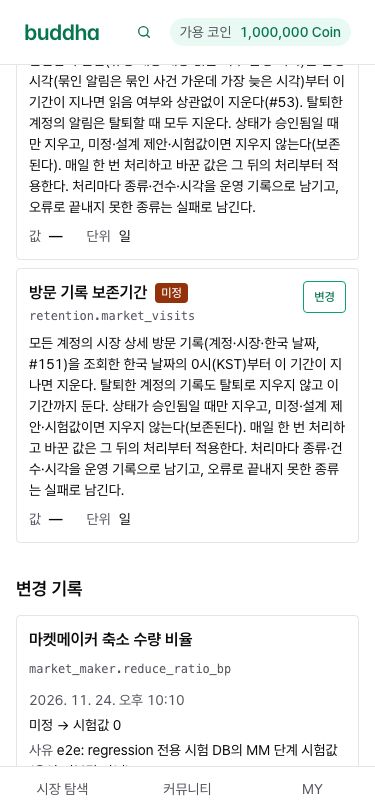 buddha
가용 코인 1,000,000 Coin
시각(묶인 알림은 묶인 사건 가운데 가장 늦은 시각)부터 이
기간이 지나면 읽음 여부와 상관없이 지운다(#53). 탈퇴한
계정의 알림은 탈퇴할 때 모두 지운다. 상태가 승인됨일 때
만 지우고, 미정·설계 제안·시험값이면 지우지 않는다(보존
된다). 매일 한 번 처리하고 바꾼 값은 그 뒤의 처리부터 적
용한다. 처리마다 종류·건수·시각을 운영 기록으로 남기고,
오류로 끝내지 못한 종류는 실패로 남긴다.
값 — 단위 일
방문 기록 보존기간 미정 변경
retention.market_visits
모든 계정의 시장 상세 방문 기록(계정·시장·한국 날짜,
#151)을 조회한 한국 날짜의 0시(KST)부터 이 기간이 지
나면 지운다. 탈퇴한 계정의 기록도 탈퇴로 지우지 않고 이
기간까지 둔다. 상태가 승인됨일 때만 지우고, 미정·설계 제
안·시험값이면 지우지 않는다(보존된다). 매일 한 번 처리하
고 바꾼 값은 그 뒤의 처리부터 적용한다. 처리마다 종류·건
수·시각을 운영 기록으로 남기고, 오류로 끝내지 못한 종류
는 실패로 남긴다.
값 — 단위 일
변경 기록
마켓메이커 축소 수량 비율
market_maker.reduce_ratio_bp
2026. 11. 24. 오후 10:10
미정 → 시험값 0
사유 e2e: regression 전용 시험 DB의 MM 단계 시험값
시장 탐색 커뮤니티 MY